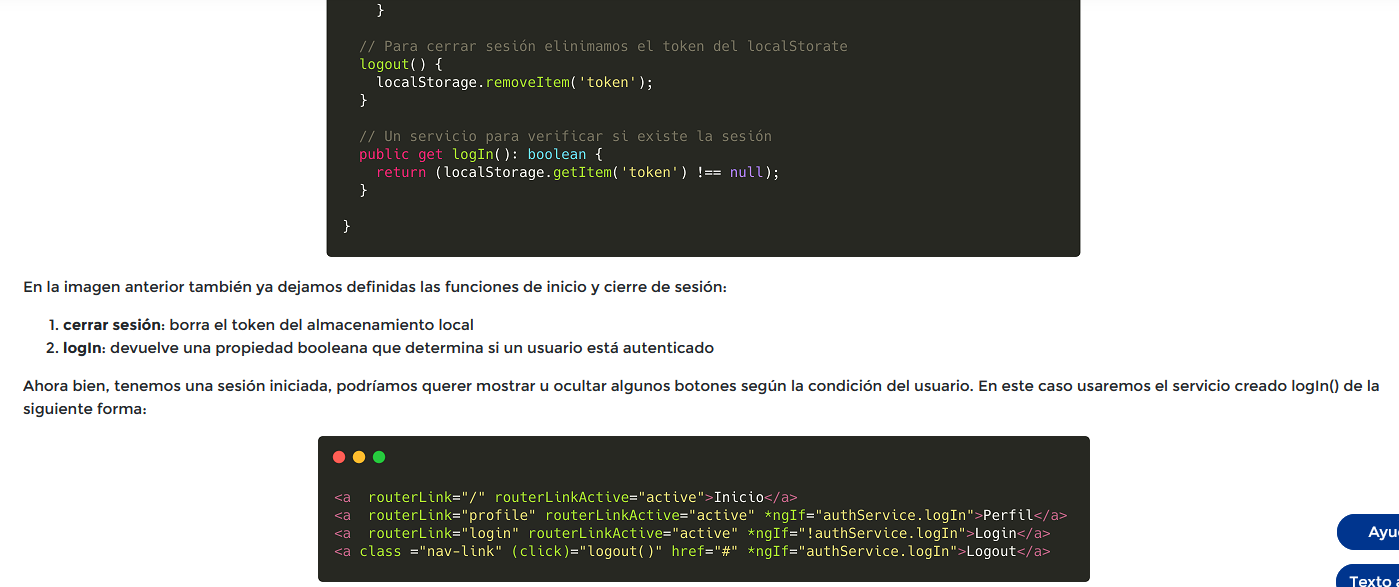 }
// Para cerrar sesión elinimamos el token del localStorate
logout() {
localStorage.removeItem('token');
}
// Un servicio para verificar si existe la sesión
public get logIn(): boolean {
return (localStorage.getItem('token') !== null);
}
}
En la imagen anterior también ya dejamos definidas las funciones de inicio y cierre de sesión:
1. cerrar sesión: borra el token del almacenamiento local
2. logIn: devuelve una propiedad booleana que determina si un usuario está autenticado
Ahora bien, tenemos una sesión iniciada, podríamos querer mostrar u ocultar algunos botones según la condición del usuario. En este caso usaremos el servicio creado logIn() de la
siguiente forma:
<a  routerLink="/" routerLinkActive="active">Inicio</a>
<a  routerLink="profile" routerLinkActive="active" *ngIf="authService.logIn">Perfil</a>
<a  routerLink="login" routerLinkActive="active" *ngIf="!authService.logIn">Login</a>
<a class ="nav-link" (click)="logout()" href="#" *ngIf="authService.logIn">Logout</a>
Texto